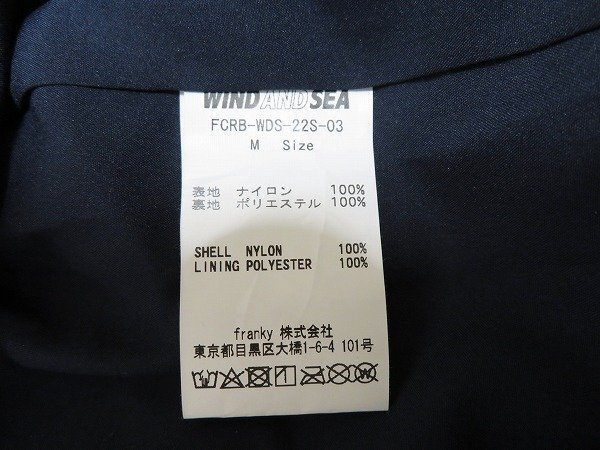 WIND AND SEA
FCRB-WDS-22S-03
M Size
表地 ナイロン 100%
裏地 ポリエステル 100%
SHELL NYLON 100%
LINING POLYESTER 100%
franky 株式会社
東京都目黒区大橋1-6-4 101号